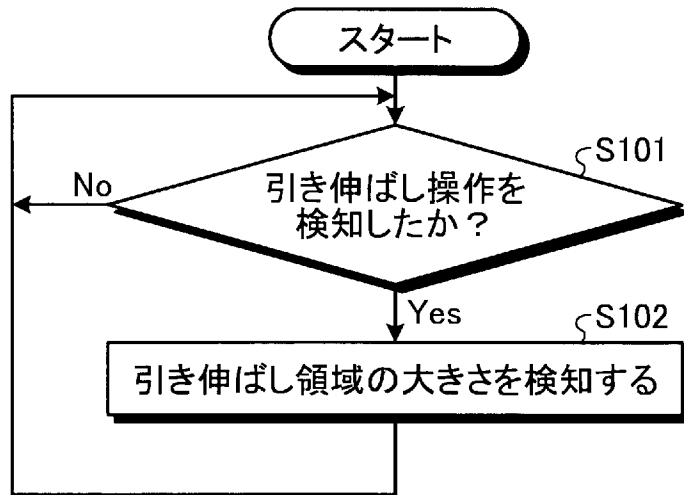 スタート
S101
No
引き伸ばし操作を
検知したか？
Yes
S102
引き伸ばし領域の大きさを検知する